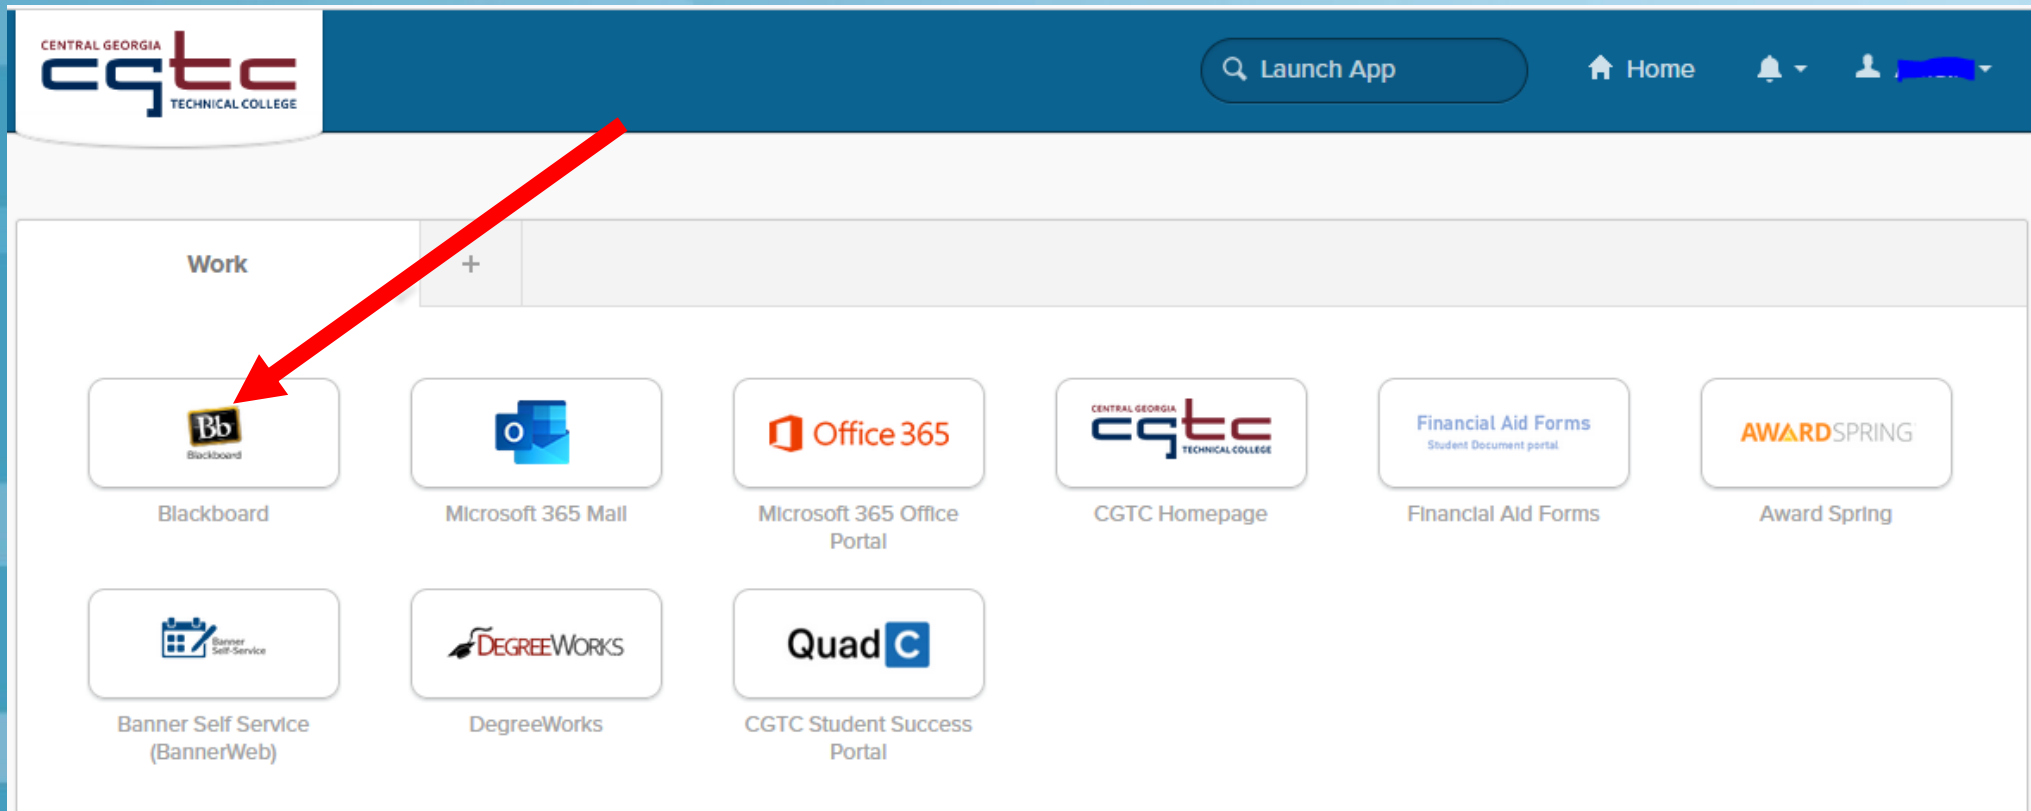 CENTRAL GEORGIA
cgtc
TECHNICAL COLLEGE
Launch App
Home
Work
+
Bb
Blackboard
Blackboard
O
Microsoft 365 Mail
Office 365
Microsoft 365 Office
Portal
CENTRAL GEORGIA
cgtc
TECHNICAL COLLEGE
CGTC Homepage
Financial Aid Forms
Student Document portal
Financial Aid Forms
AWARDSPRING
Award Spring
Banner
Self-Service
Banner Self Service
(BannerWeb)
DEGREEWORKS
DegreeWorks
Quad C
CGTC Student Success
Portal